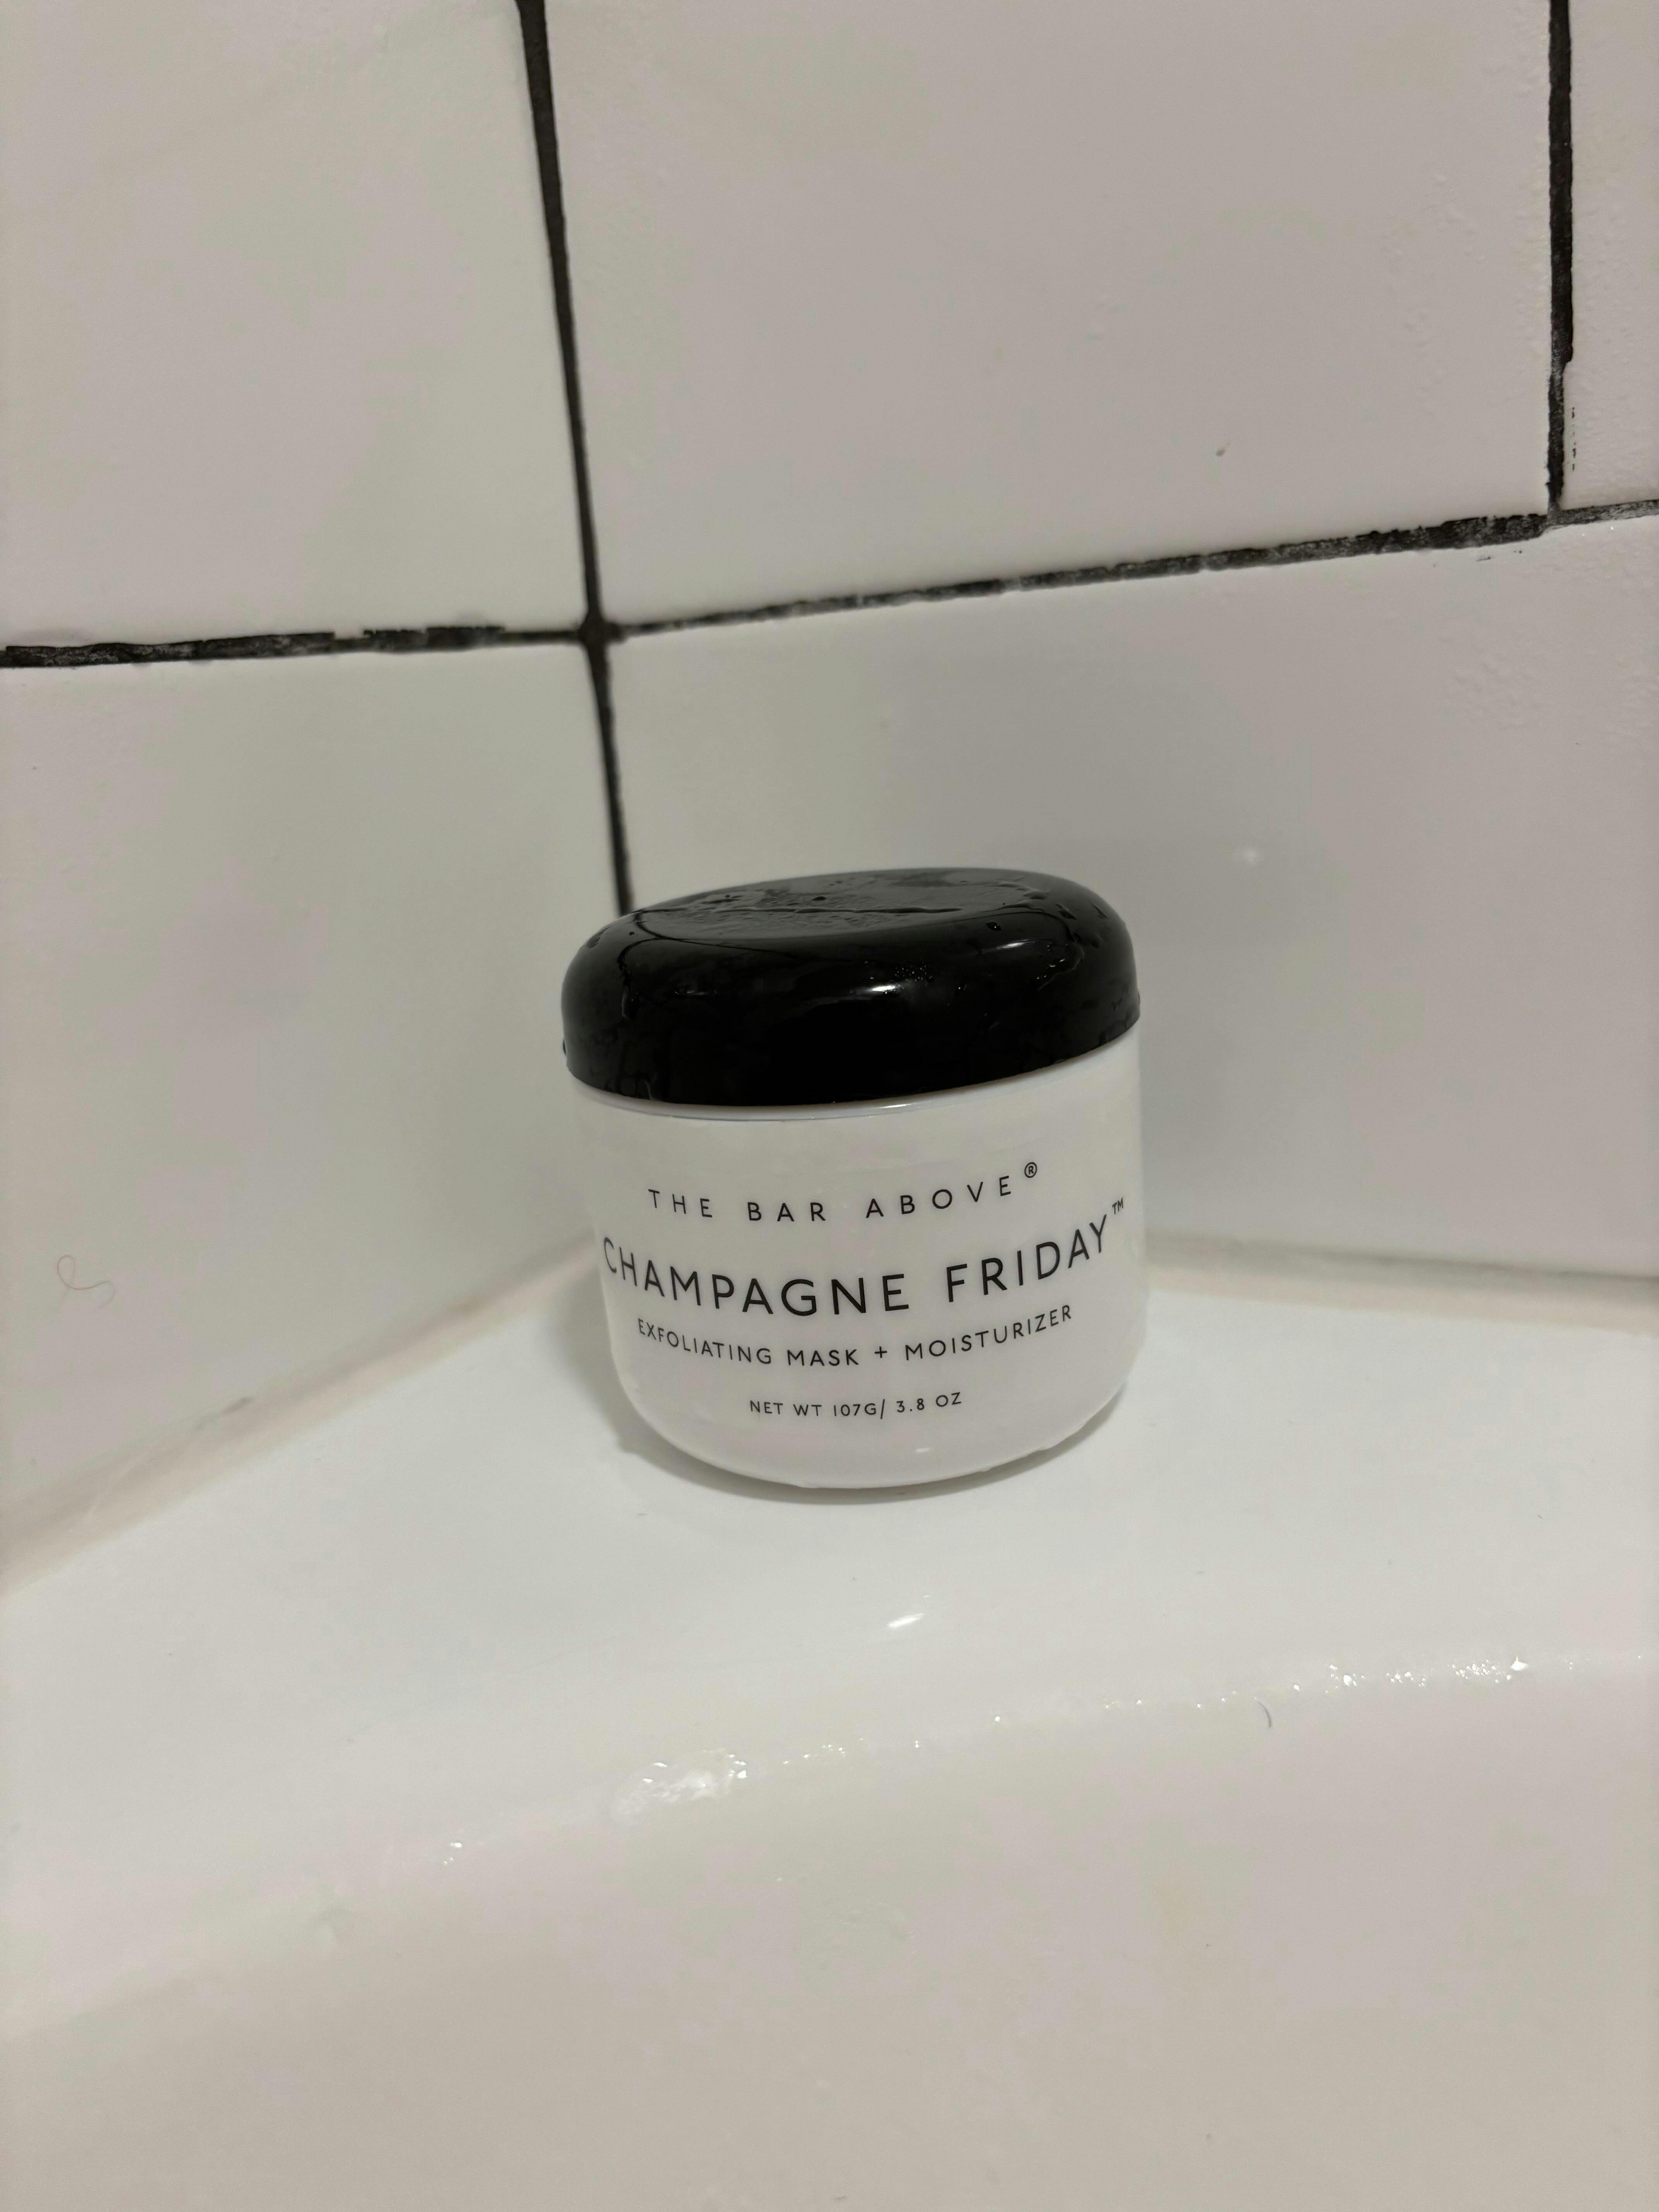 THE BAR ABOVE®
CHAMPAGNE FRIDAY™
EXFOLIATING MASK + MOISTURIZER
NET WT 107G/ 3.8 OZ